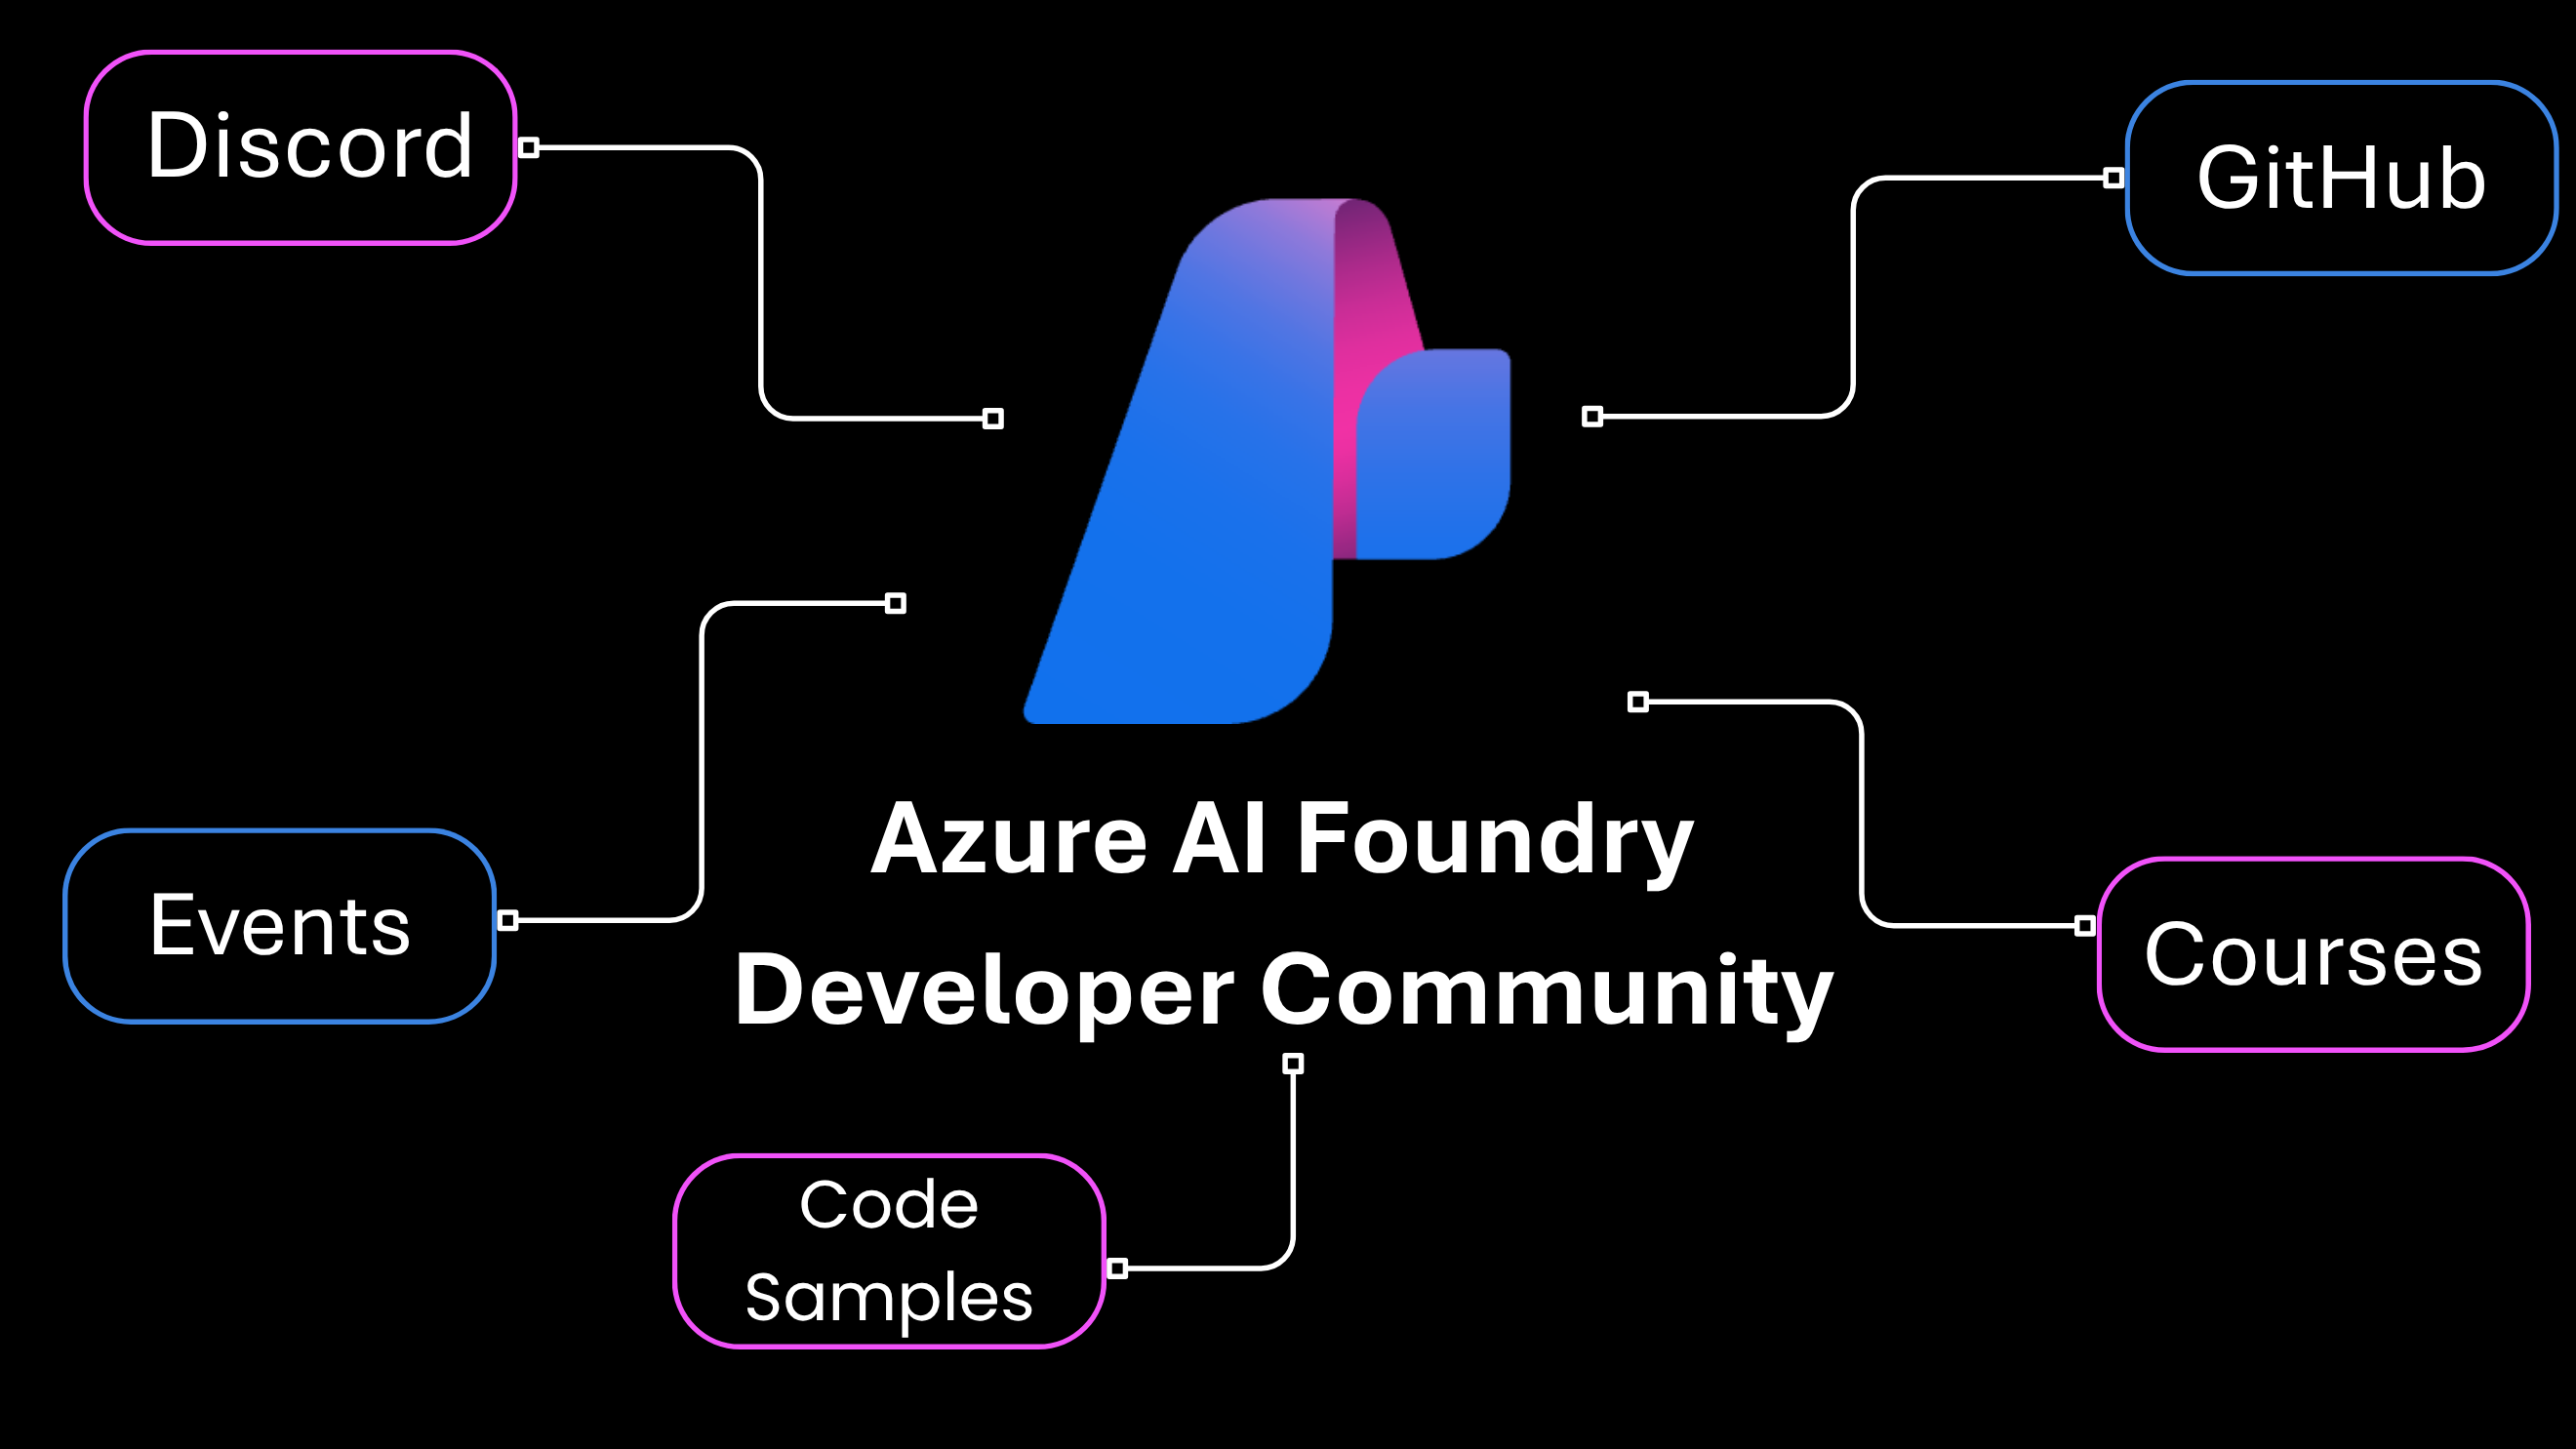 Discord
GitHub
Azure AI Foundry
Developer Community
Events
Courses
Code
Samples